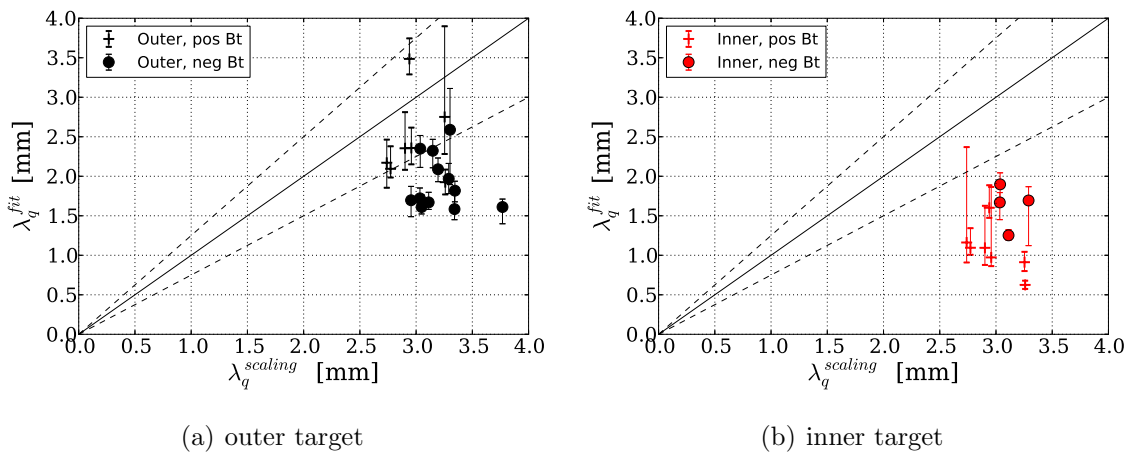 4.0
3.5
3.0
2.5
2.0
1.5
1.0
0.5
0.0
λ_q^{fit} [mm]
Outer, pos Bt
Outer, neg Bt
0.0 0.5 1.0 1.5 2.0 2.5 3.0 3.5 4.0
λ_q^{scaling} [mm]
(a) outer target
4.0
3.5
3.0
2.5
2.0
1.5
1.0
0.5
0.0
λ_q^{fit} [mm]
Inner, pos Bt
Inner, neg Bt
0.0 0.5 1.0 1.5 2.0 2.5 3.0 3.5 4.0
λ_q^{scaling} [mm]
(b) inner target